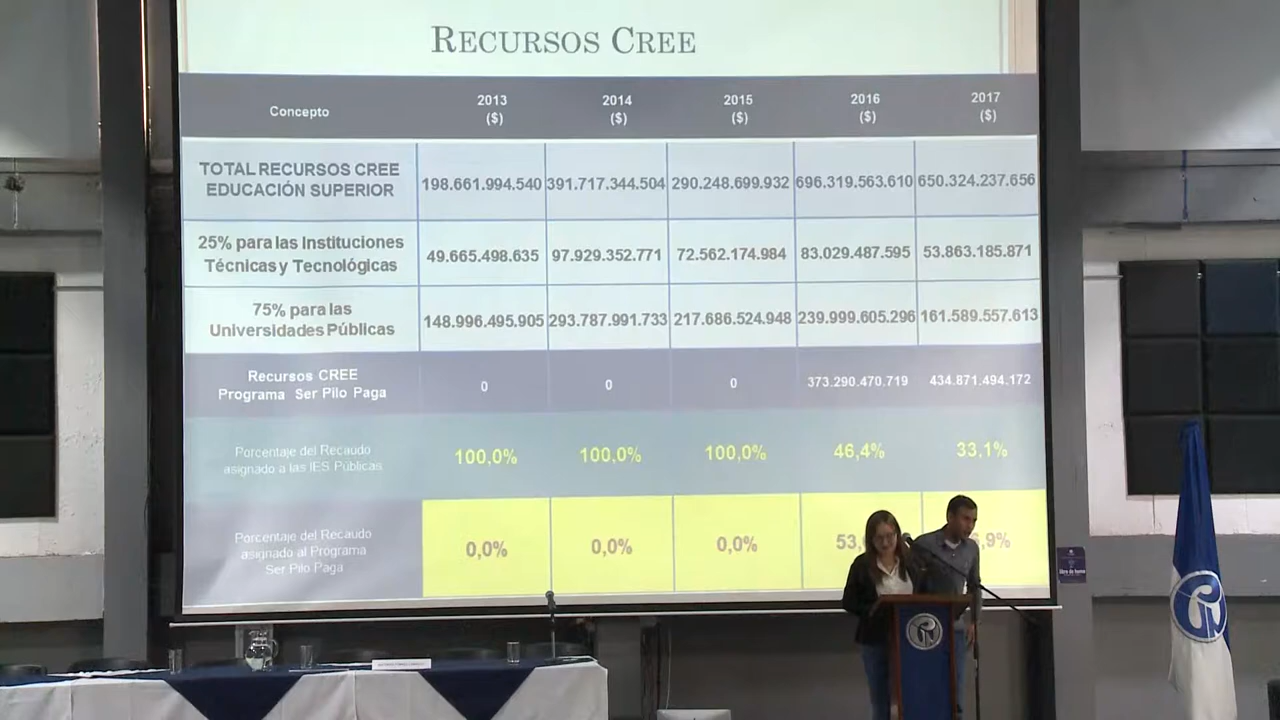 RECURSOS CREE
Concepto
2013
($)
2014
($)
2015
($)
2016
($)
2017
($)
TOTAL RECURSOS CREE
EDUCACIÓN SUPERIOR
198.661.994.540
391.717.344.504
290.248.699.932
696.319.563.610
650.324.237.656
25% para las Instituciones
Técnicas y Tecnológicas
49.665.498.635
97.929.352.771
72.562.174.984
83.029.487.595
53.863.185.871
75% para las
Universidades Públicas
148.996.495.905
293.787.991.733
217.686.524.948
239.999.605.296
161.589.557.613
Recursos CREE
Programa Ser Pilo Paga
0
0
0
373.290.470.719
434.871.494.172
Porcentaje del Recaudo
asignado a las IES Públicas
100,0%
100,0%
100,0%
46,4%
33,1%
Porcentaje del Recaudo
asignado al Programa
Ser Pilo Paga
0,0%
0,0%
0,0%
53,
,9%